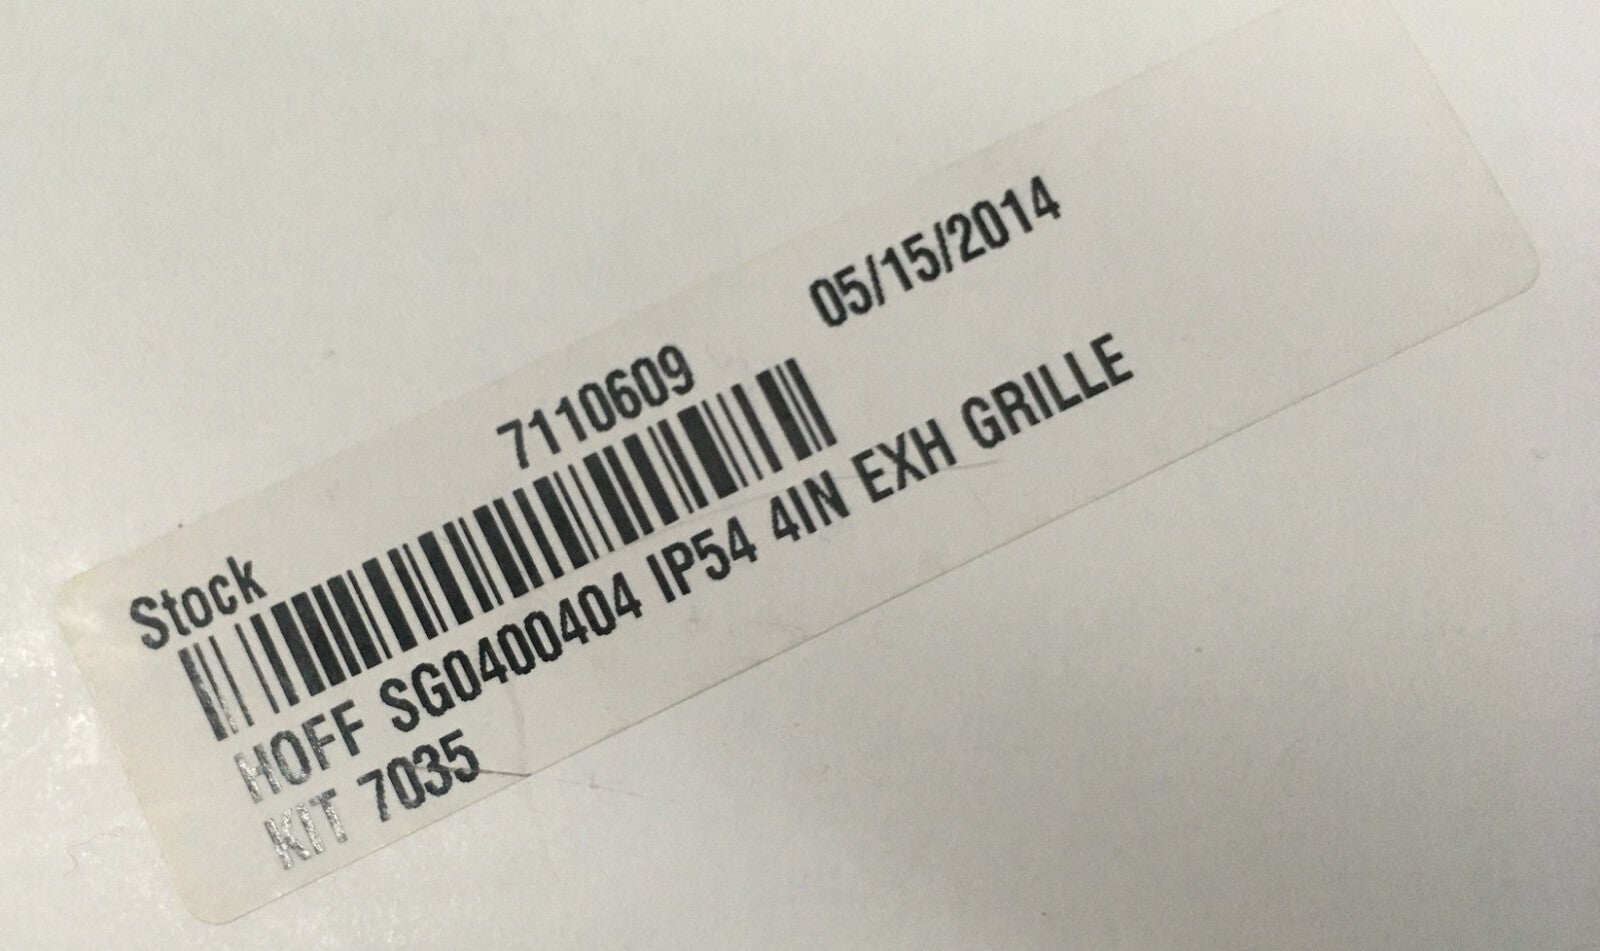 7110609 05/15/2014
Stock
HOFF SG0400404 IP54 4IN EXH GRILLE
KIT 7035